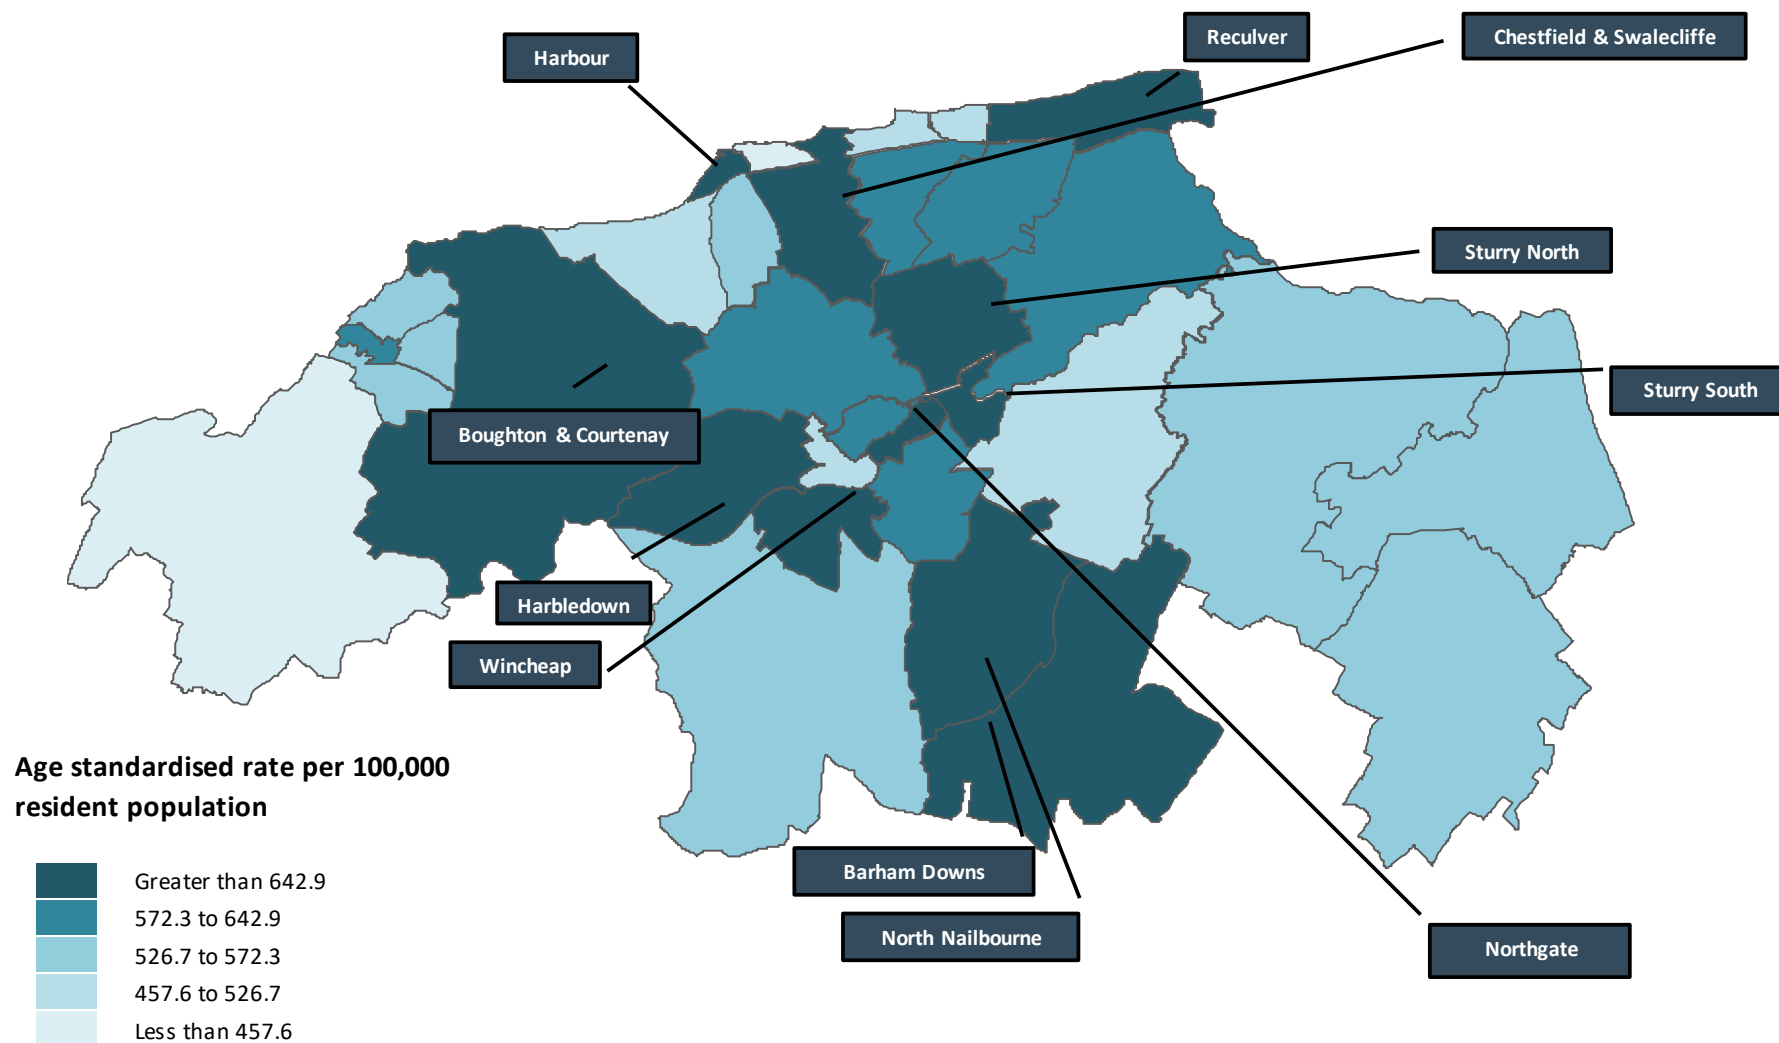 Reculver
Chestfield & Swalecliffe
Harbour
Sturry North
Sturry South
Boughton & Courtenay
Harbledown
Wincheap
Age standardised rate per 100,000
resident population
Greater than 642.9
572.3 to 642.9
526.7 to 572.3
457.6 to 526.7
Less than 457.6
Barham Downs
North Nailbourne
Northgate